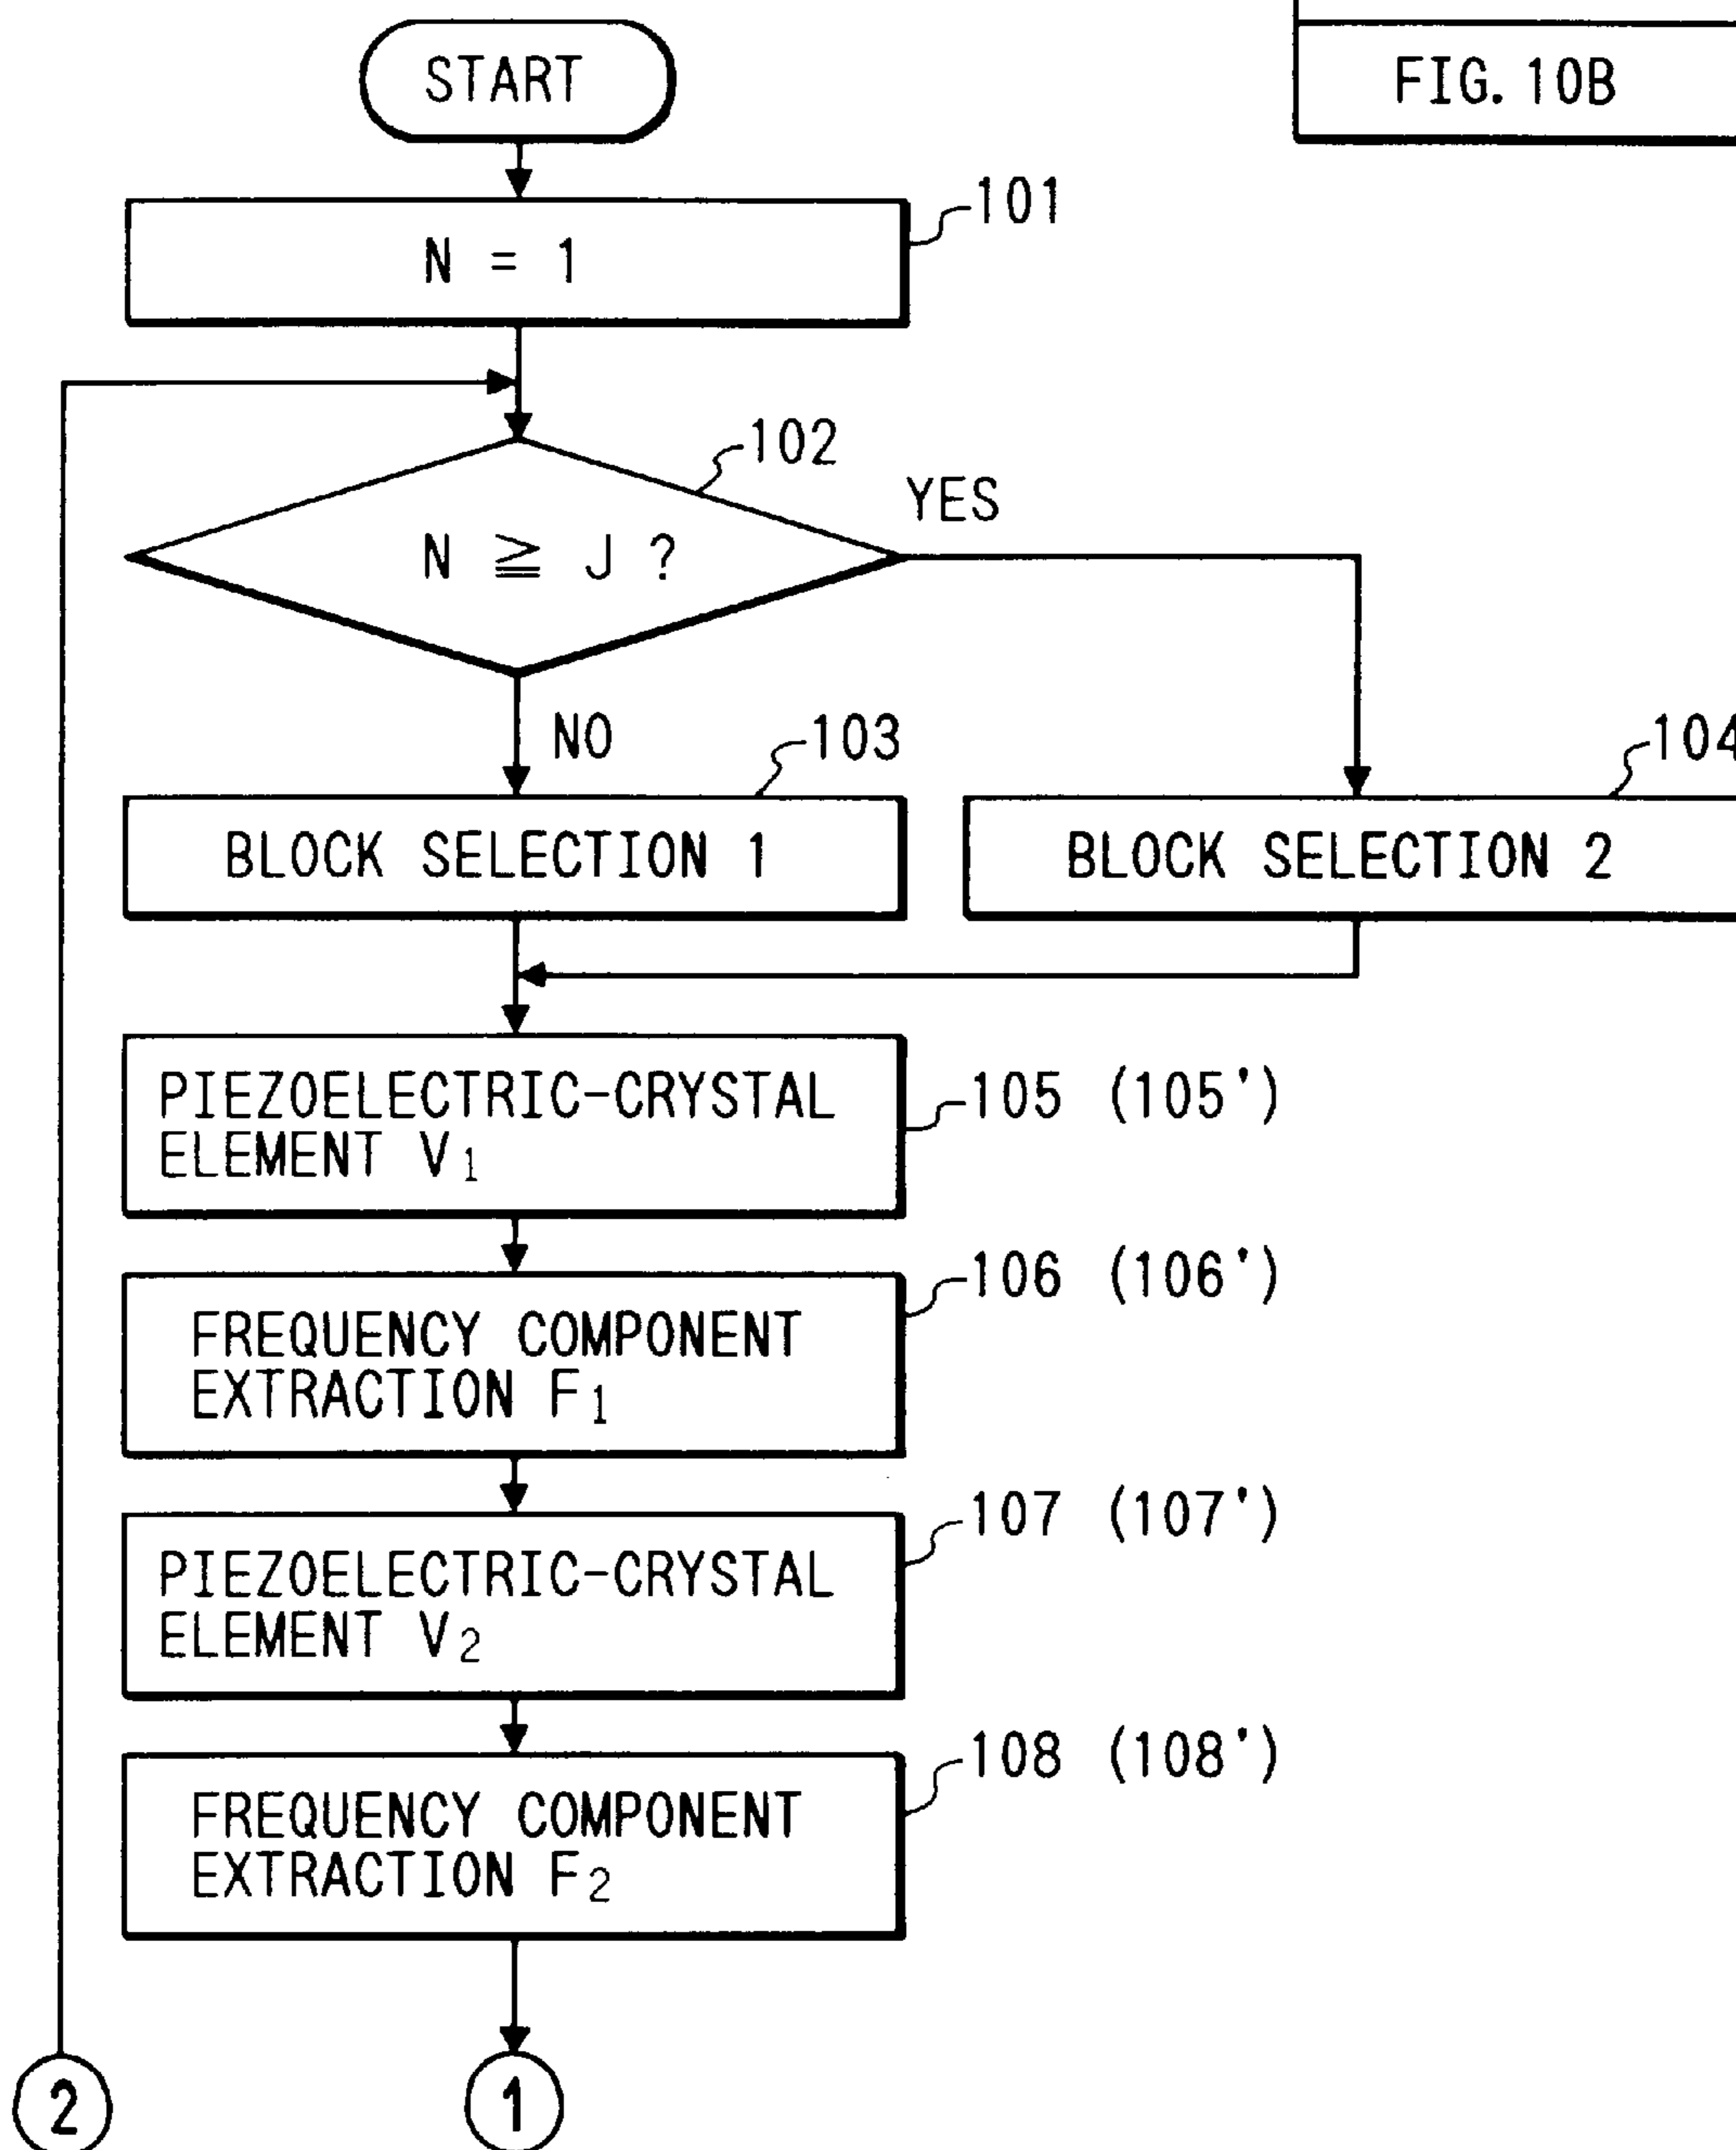 START
FIG.10B
101
N = 1
102
YES
N ≧ J ?
NO
103
104
BLOCK SELECTION 1
BLOCK SELECTION 2
PIEZOELECTRIC-CRYSTAL
ELEMENT V₁
105 (105')
106 (106')
FREQUENCY COMPONENT
EXTRACTION F₁
107 (107')
PIEZOELECTRIC-CRYSTAL
ELEMENT V₂
108 (108')
FREQUENCY COMPONENT
EXTRACTION F₂
2
1